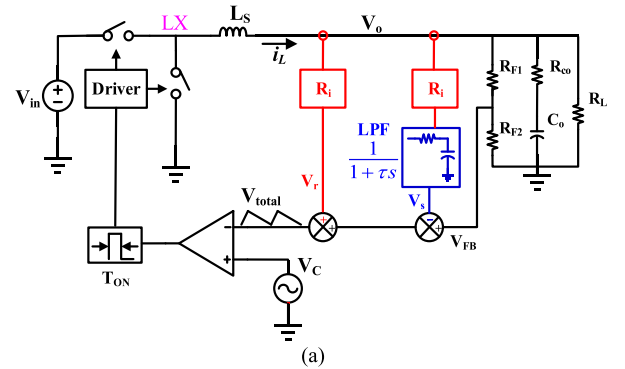 LX
L_S
V_o
i_L
V_in
Driver
R_i
R_i
R_F1
R_co
R_L
LPF
1
1 + τs
R_F2
C_o
V_r
V_s
V_total
V_FB
V_C
T_ON
(a)